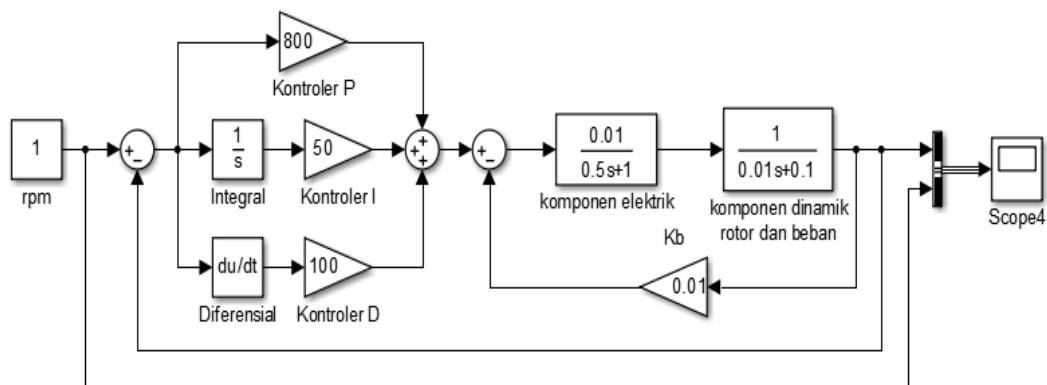 800
Kontroler P
1
rpm
+
−
1
s
Integral
50
Kontroler I
+
+
+
+
−
0.01
0.5s+1
komponen elektrik
1
0.01s+0.1
komponen dinamik
rotor dan beban
Scope4
Kb
0.01
du/dt
Diferensial
100
Kontroler D